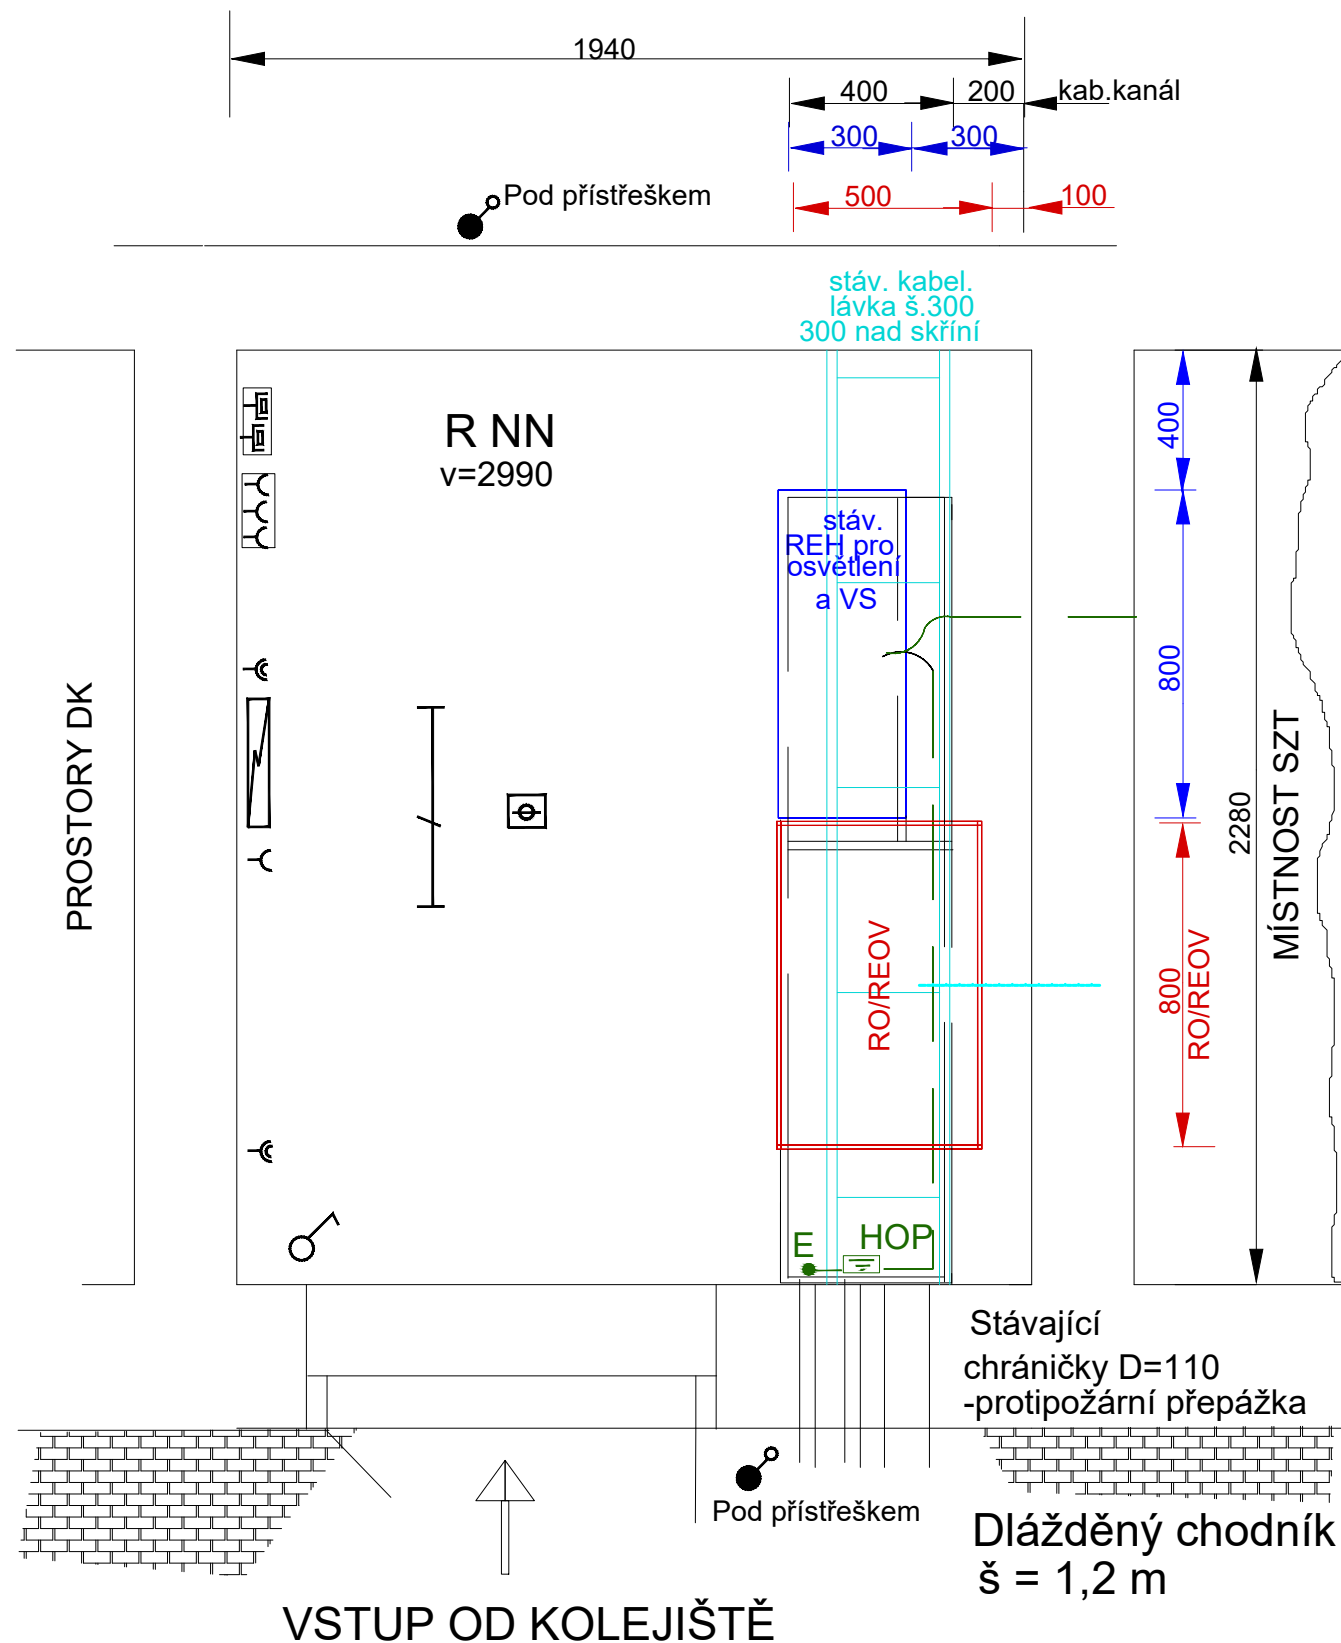 1940
400
200
kab.kanál
300
300
500
100
Pod přístřeškem
stáv. kabel.
lávka š.300
300 nad skříní
R NN
v=2990
stáv.
REH pro
osvětlení
a VS
400
800
2280
MÍSTNOST SZT
PROSTORY DK
RO/REOV
800
RO/REOV
E
HOP
Stávající
chráničky D=110
-protipožární přepážka
Pod přístřeškem
Dlážděný chodník
š = 1,2 m
VSTUP OD KOLEJIŠTĚ